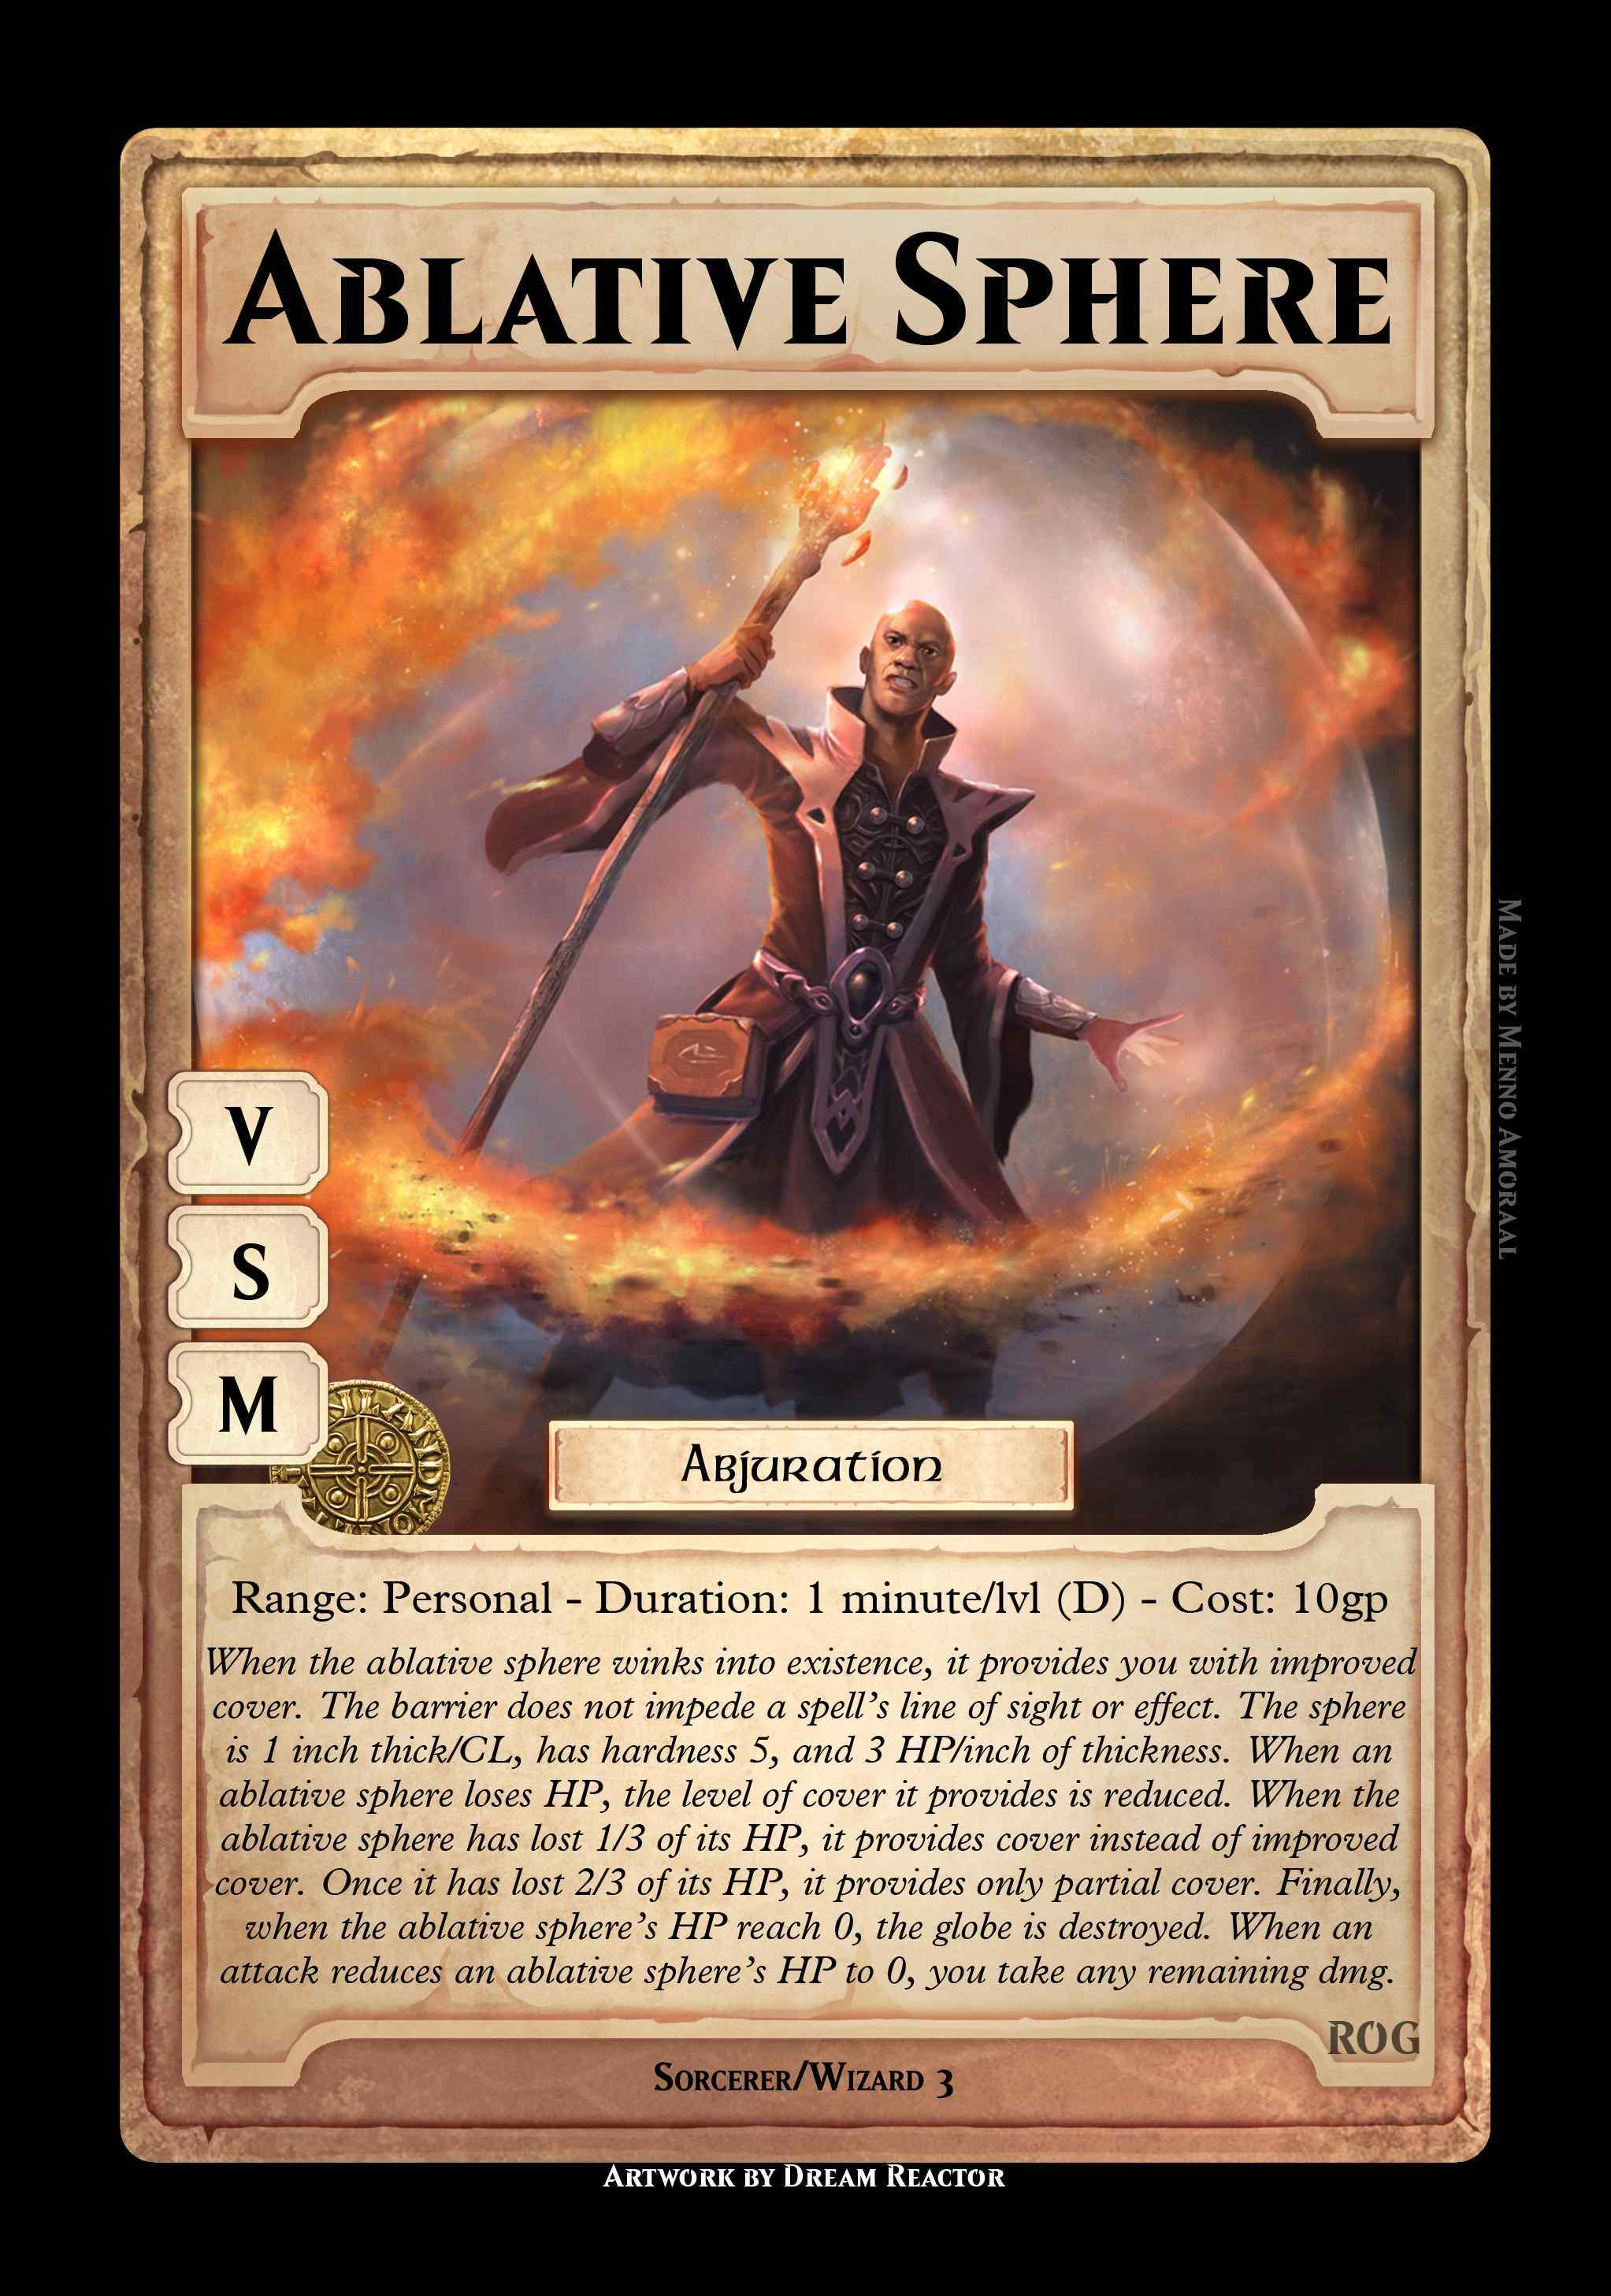 Ablative Sphere
V
S
M
Abjuration
Range: Personal - Duration: 1 minute/lvl (D) - Cost: 10gp
When the ablative sphere winks into existence, it provides you with improved
cover. The barrier does not impede a spell's line of sight or effect. The sphere
is 1 inch thick/CL, has hardness 5, and 3 HP/inch of thickness. When an
ablative sphere loses HP, the level of cover it provides is reduced. When the
ablative sphere has lost 1/3 of its HP, it provides cover instead of improved
cover. Once it has lost 2/3 of its HP, it provides only partial cover. Finally,
when the ablative sphere's HP reach 0, the globe is destroyed. When an
attack reduces an ablative sphere's HP to 0, you take any remaining dmg.
ROG
Sorcerer/Wizard 3
Artwork by Dream Reactor
Made by Menno Amoraal